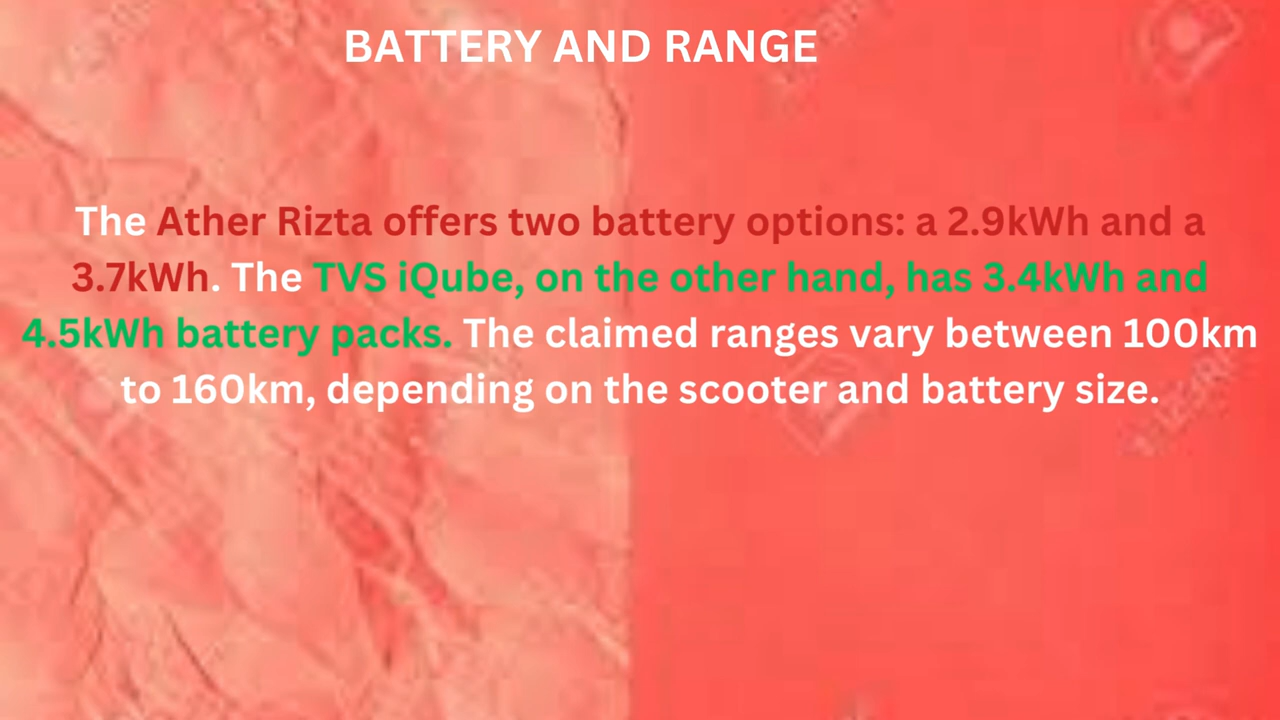 BATTERY AND RANGE
The Ather Rizta offers two battery options: a 2.9kWh and a
3.7kWh. The TVS iQube, on the other hand, has 3.4kWh and
4.5kWh battery packs. The claimed ranges vary between 100km
to 160km, depending on the scooter and battery size.